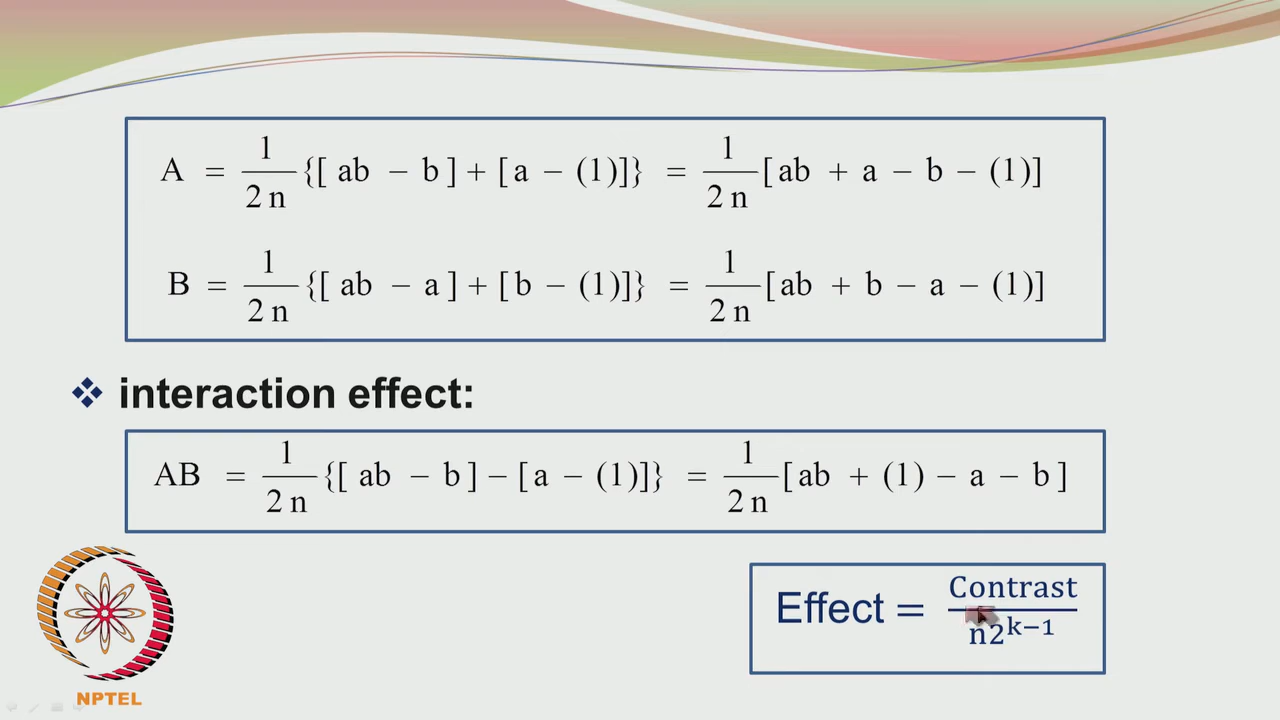 A = 1/2n {[ab − b] + [a − (1)]} = 1/2n [ab + a − b − (1)]
B = 1/2n {[ab − a] + [b − (1)]} = 1/2n [ab + b − a − (1)]
❖ interaction effect:
AB = 1/2n {[ab − b] − [a − (1)]} = 1/2n [ab + (1) − a − b]
Effect = Contrast/n2^{k−1}
NPTEL